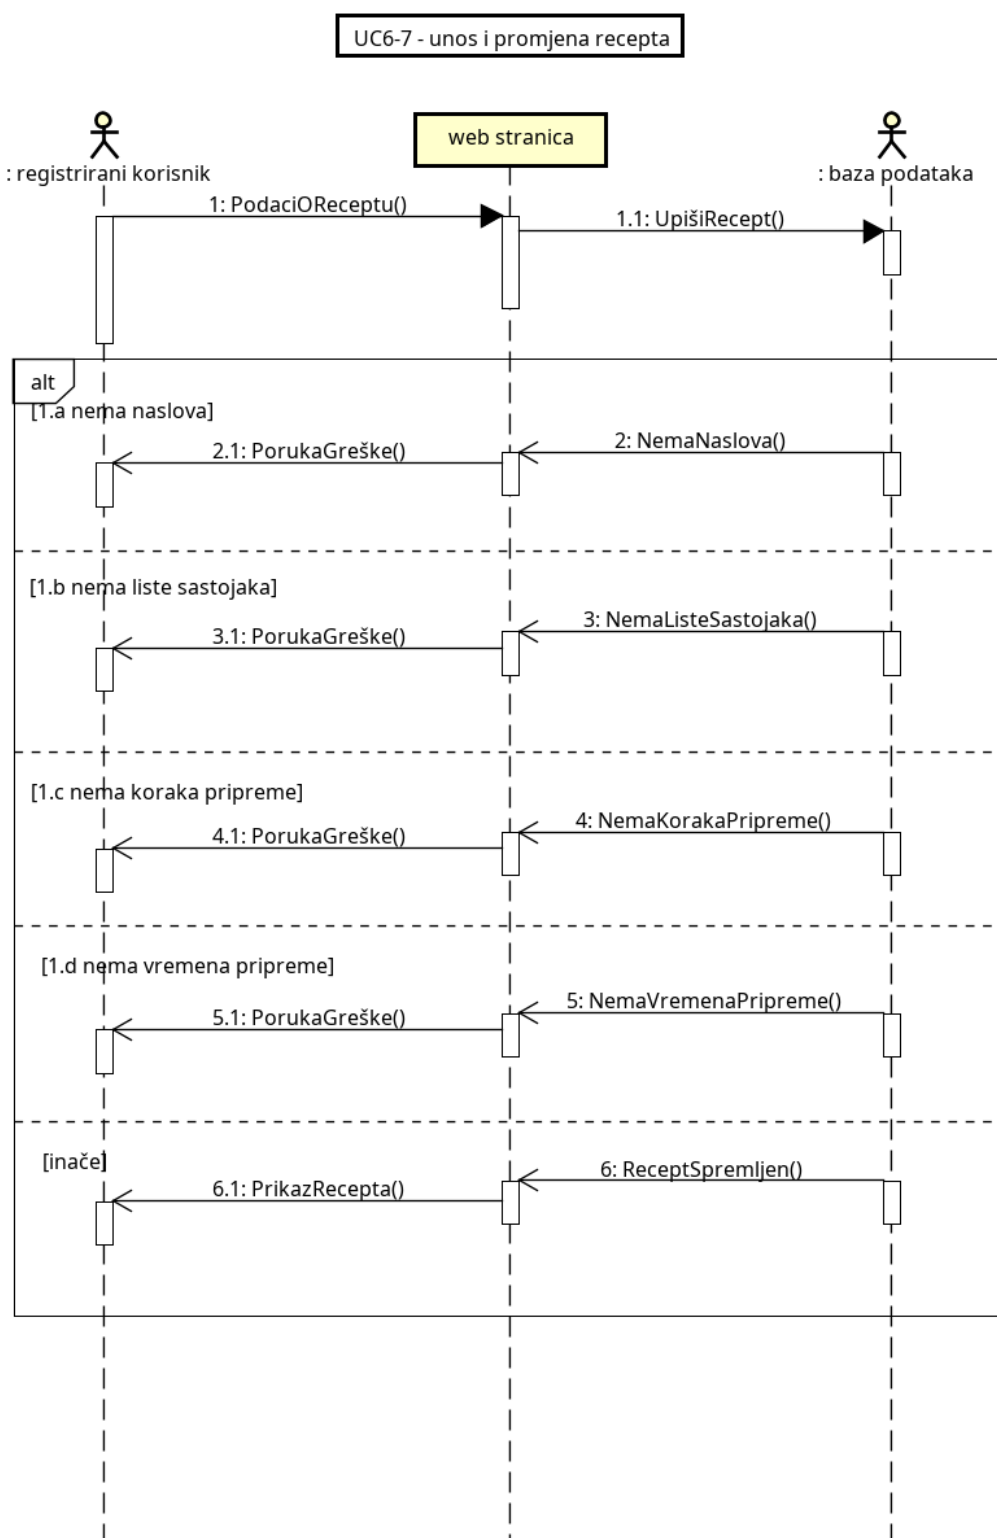 UC6-7 - unos i promjena recepta
: registrirani korisnik
web stranica
: baza podataka
1: PodaciOReceptu()
1.1: UpišiRecept()
alt
[1.a nema naslova]
2: NemaNaslova()
2.1: PorukaGreške()
[1.b nema liste sastojaka]
3: NemaListeSastojaka()
3.1: PorukaGreške()
[1.c nema koraka pripreme]
4: NemaKorakaPripreme()
4.1: PorukaGreške()
[1.d nema vremena pripreme]
5: NemaVremenaPripreme()
5.1: PorukaGreške()
[inače]
6: ReceptSpremljen()
6.1: PrikazRecepta()